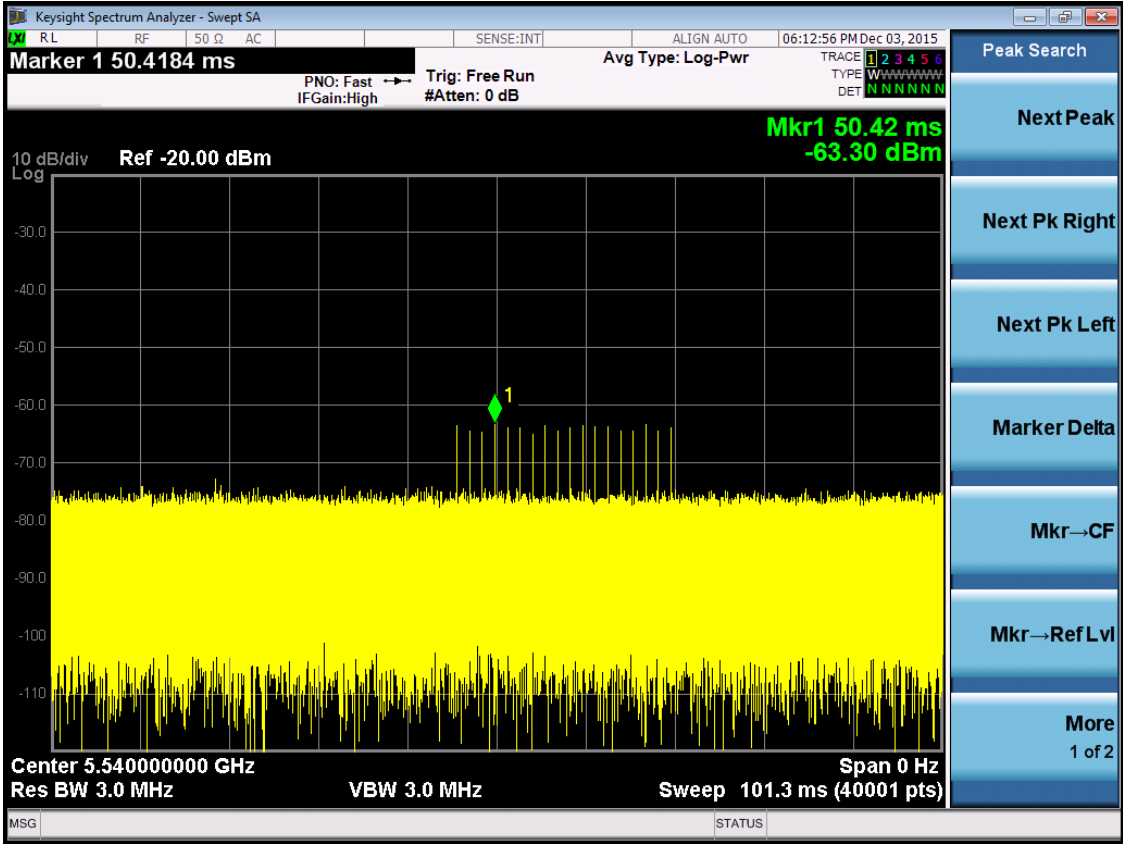 Keysight Spectrum Analyzer - Swept SA
LXI RL RF 50 Ω AC SENSE:INT ALIGN AUTO 06:12:56 PM Dec 03, 2015
Marker 1 50.4184 ms
PNO: Fast
IFGain:High
Trig: Free Run
#Atten: 0 dB
Avg Type: Log-Pwr
TRACE 1 2 3 4 5 6
TYPE WWWWWW
DET N N N N N N
Mkr1 50.42 ms
-63.30 dBm
10 dB/div Ref -20.00 dBm
Log
-30.0
-40.0
-50.0
-60.0
-70.0
-80.0
-90.0
-100
-110
1
Center 5.540000000 GHz Span 0 Hz
Res BW 3.0 MHz VBW 3.0 MHz Sweep 101.3 ms (40001 pts)
MSG STATUS
Peak Search
Next Peak
Next Pk Right
Next Pk Left
Marker Delta
Mkr→CF
Mkr→Ref Lvl
More
1 of 2